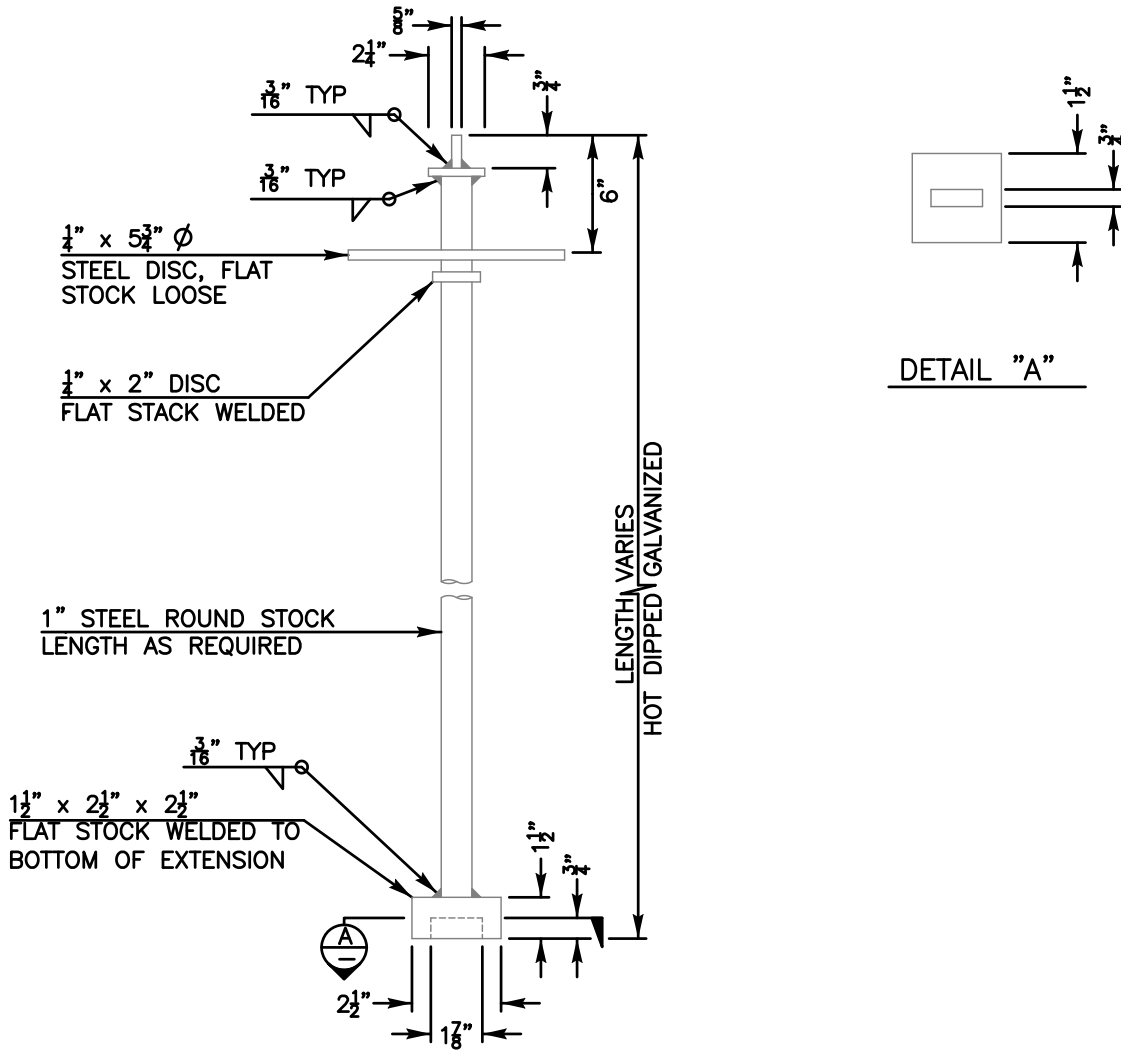 5/8"
2 1/4"
3/4"
3/16" TYP
3/16" TYP
6"
1/4" x 5 3/4" Ø
STEEL DISC, FLAT
STOCK LOOSE
1/4" x 2" DISC
FLAT STACK WELDED
1" STEEL ROUND STOCK
LENGTH AS REQUIRED
LENGTH VARIES
HOT DIPPED GALVANIZED
3/16" TYP
1 1/2" x 2 1/2" x 2 1/2"
FLAT STOCK WELDED TO
BOTTOM OF EXTENSION
1 1/2"
3/4"
A
–
2 1/2"
1 7/8"
1 1/2"
DETAIL "A"